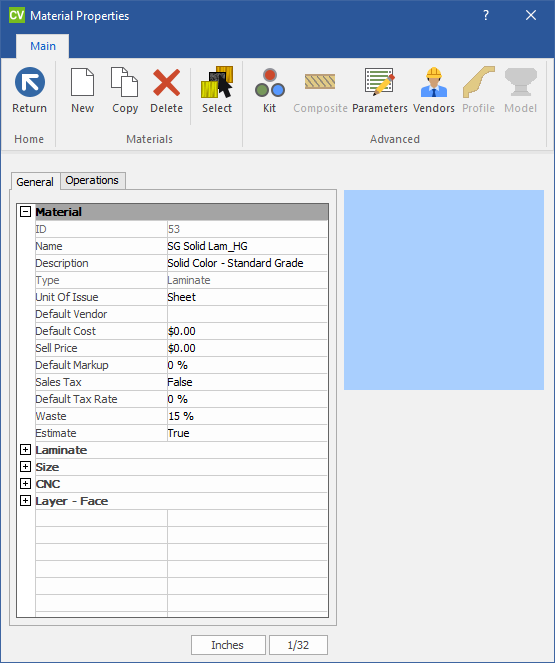 CV Material Properties ? ×
Main
Return New Copy Delete Select Kit Composite Parameters Vendors Profile Model
Home Materials Advanced
General Operations
Material
ID 53
Name SG Solid Lam_HG
Description Solid Color - Standard Grade
Type Laminate
Unit Of Issue Sheet
Default Vendor
Default Cost $0.00
Sell Price $0.00
Default Markup 0 %
Sales Tax False
Default Tax Rate 0 %
Waste 15 %
Estimate True
Laminate
Size
CNC
Layer - Face
Inches 1/32